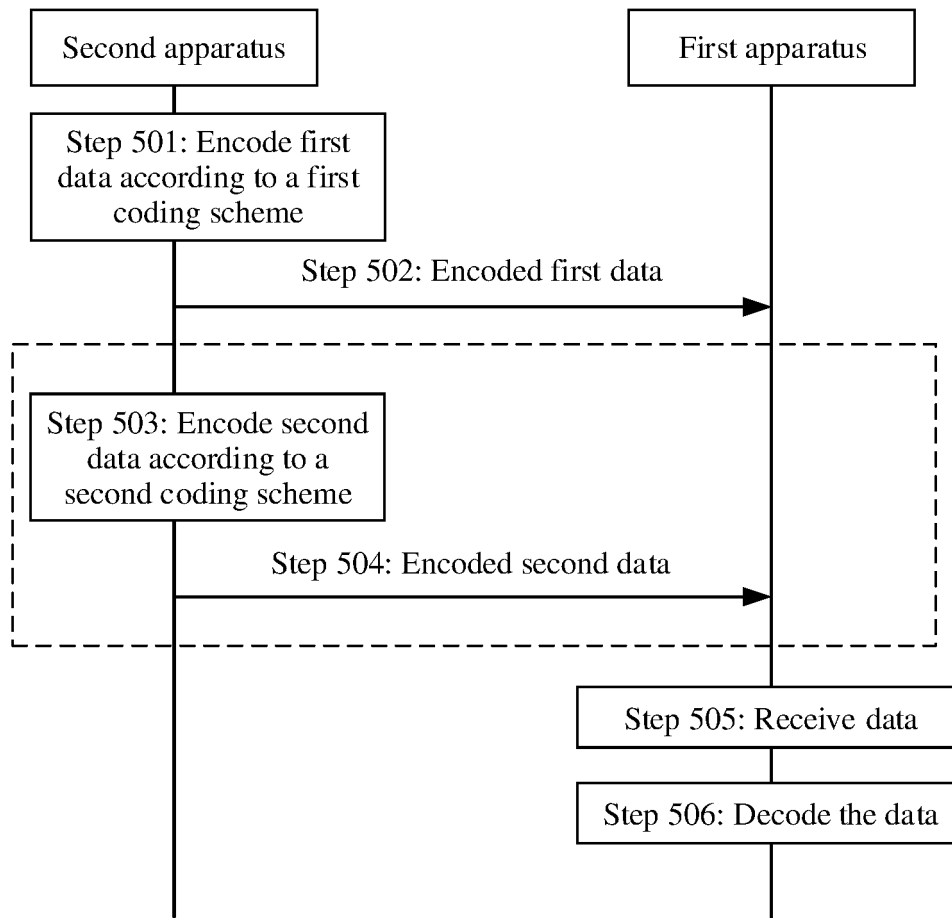 Second apparatus
First apparatus
Step 501: Encode first
data according to a first
coding scheme
Step 502: Encoded first data
Step 503: Encode second
data according to a
second coding scheme
Step 504: Encoded second data
Step 505: Receive data
Step 506: Decode the data